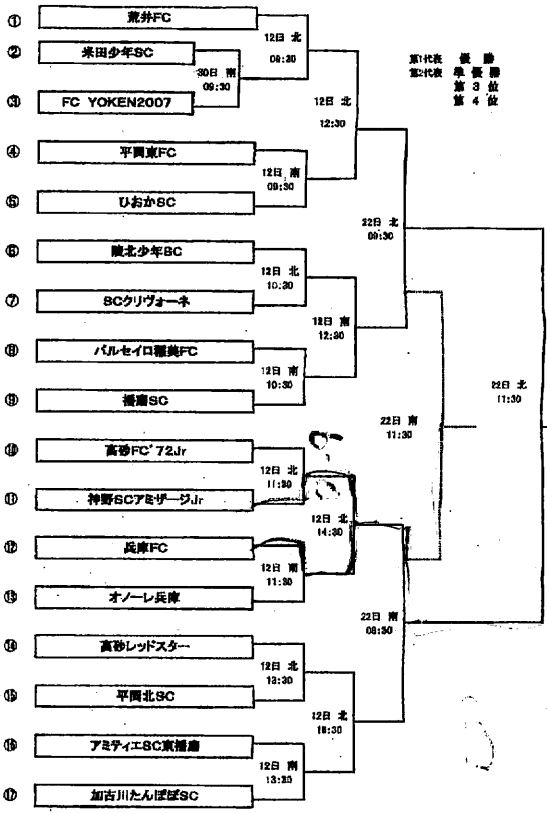 ① 荒井FC
12日 北
第1代表 優勝
② 米田少年SC
09:30
第2代表 準優勝
30日 南
第3位
09:30
第4位
③ FC YOKEN2007
12日 北
12:30
④ 平岡東FC
12日 南
09:30
⑤ ひおかSC
22日 北
09:30
⑥ 陵北少年SC
12日 北
10:30
⑦ SCクリヴォーネ
12日 南
12:30
⑧ バルセイロ稲美FC
12日 南
10:30
22日 北
11:30
⑨ 播磨SC
22日 南
11:30
⑩ 高砂FC'72Jr
12日 北
11:30
⑪ 神野SCアミザージJr
12日 北
14:30
⑫ 兵庫FC
12日 南
11:30
⑬ オノーレ兵庫
22日 南
⑭ 高砂レッドスター
12日 北
13:30
⑮ 平岡北SC
12日 北
⑯ アミティエSC東播磨
12日 南
13:30
⑰ 加古川たんぽぽSC